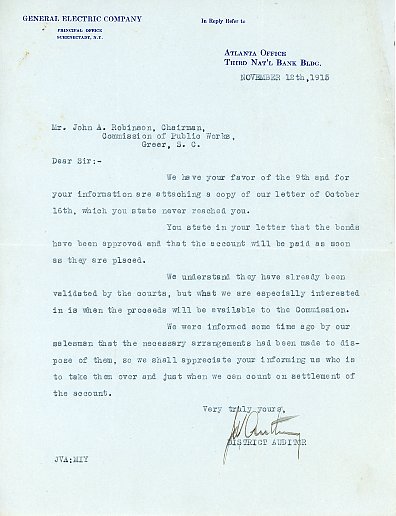 GENERAL ELECTRIC COMPANY
PRINCIPAL OFFICE
SCHENECTADY, N.Y.
In Reply Refer to
ATLANTA OFFICE
THIRD NAT'L BANK BLDG.
NOVEMBER 12th, 1915
Mr. John A. Robinson, Chairman,
Commission of Public Works,
Greer, S. C.
Dear Sir:-
We have your favor of the 9th and for
your information are attaching a copy of our letter of October
16th, which you state never reached you.
You state in your letter that the bonds
have been approved and that the account will be paid as soon
as they are placed.
We understand they have already been
validated by the courts, but what we are especially interested
in is when the proceeds will be available to the Commission.
We were informed some time ago by our
salesman that the necessary arrangements had been made to dis-
pose of them, so we shall appreciate your informing us who is
to take them over and just when we can count on settlement of
the account.
Very truly yours,
DISTRICT AUDITOR
JVA:MIY